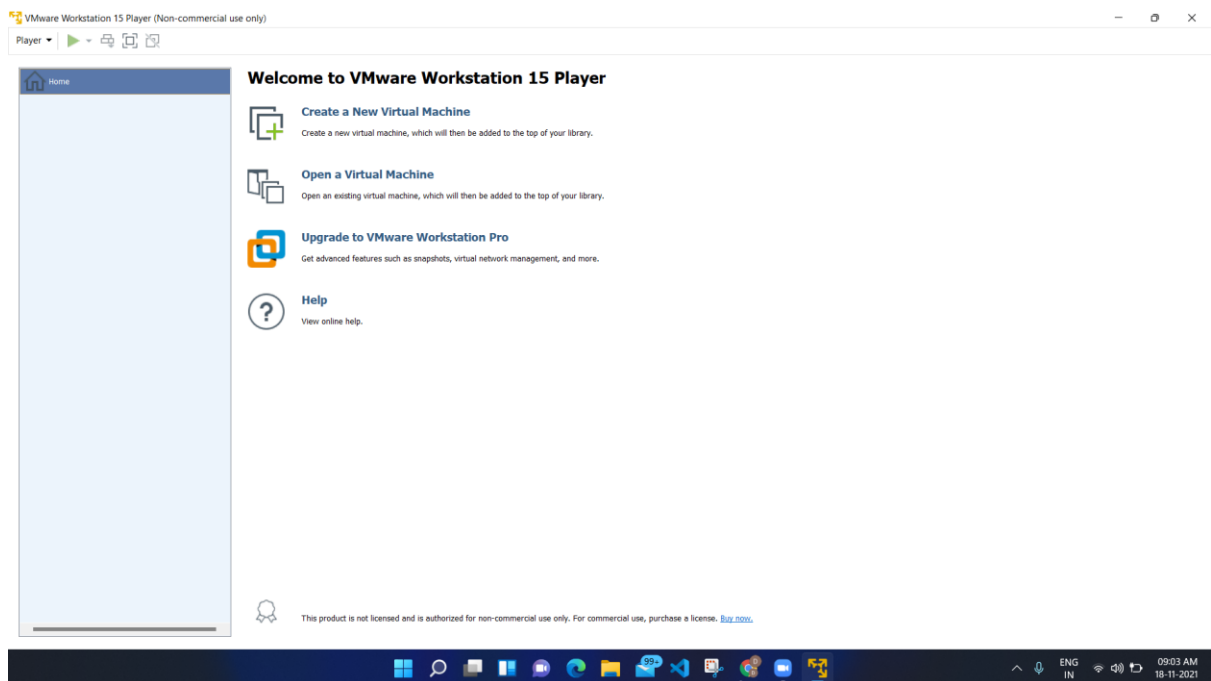 VMware Workstation 15 Player (Non-commercial use only)
Player
Home
Welcome to VMware Workstation 15 Player
Create a New Virtual Machine
Create a new virtual machine, which will then be added to the top of your library.
Open a Virtual Machine
Open an existing virtual machine, which will then be added to the top of your library.
Upgrade to VMware Workstation Pro
Get advanced features such as snapshots, virtual network management, and more.
Help
View online help.
This product is not licensed and is authorized for non-commercial use only. For commercial use, purchase a license. Buy now.
99+
ENG
IN
09:03 AM
18-11-2021